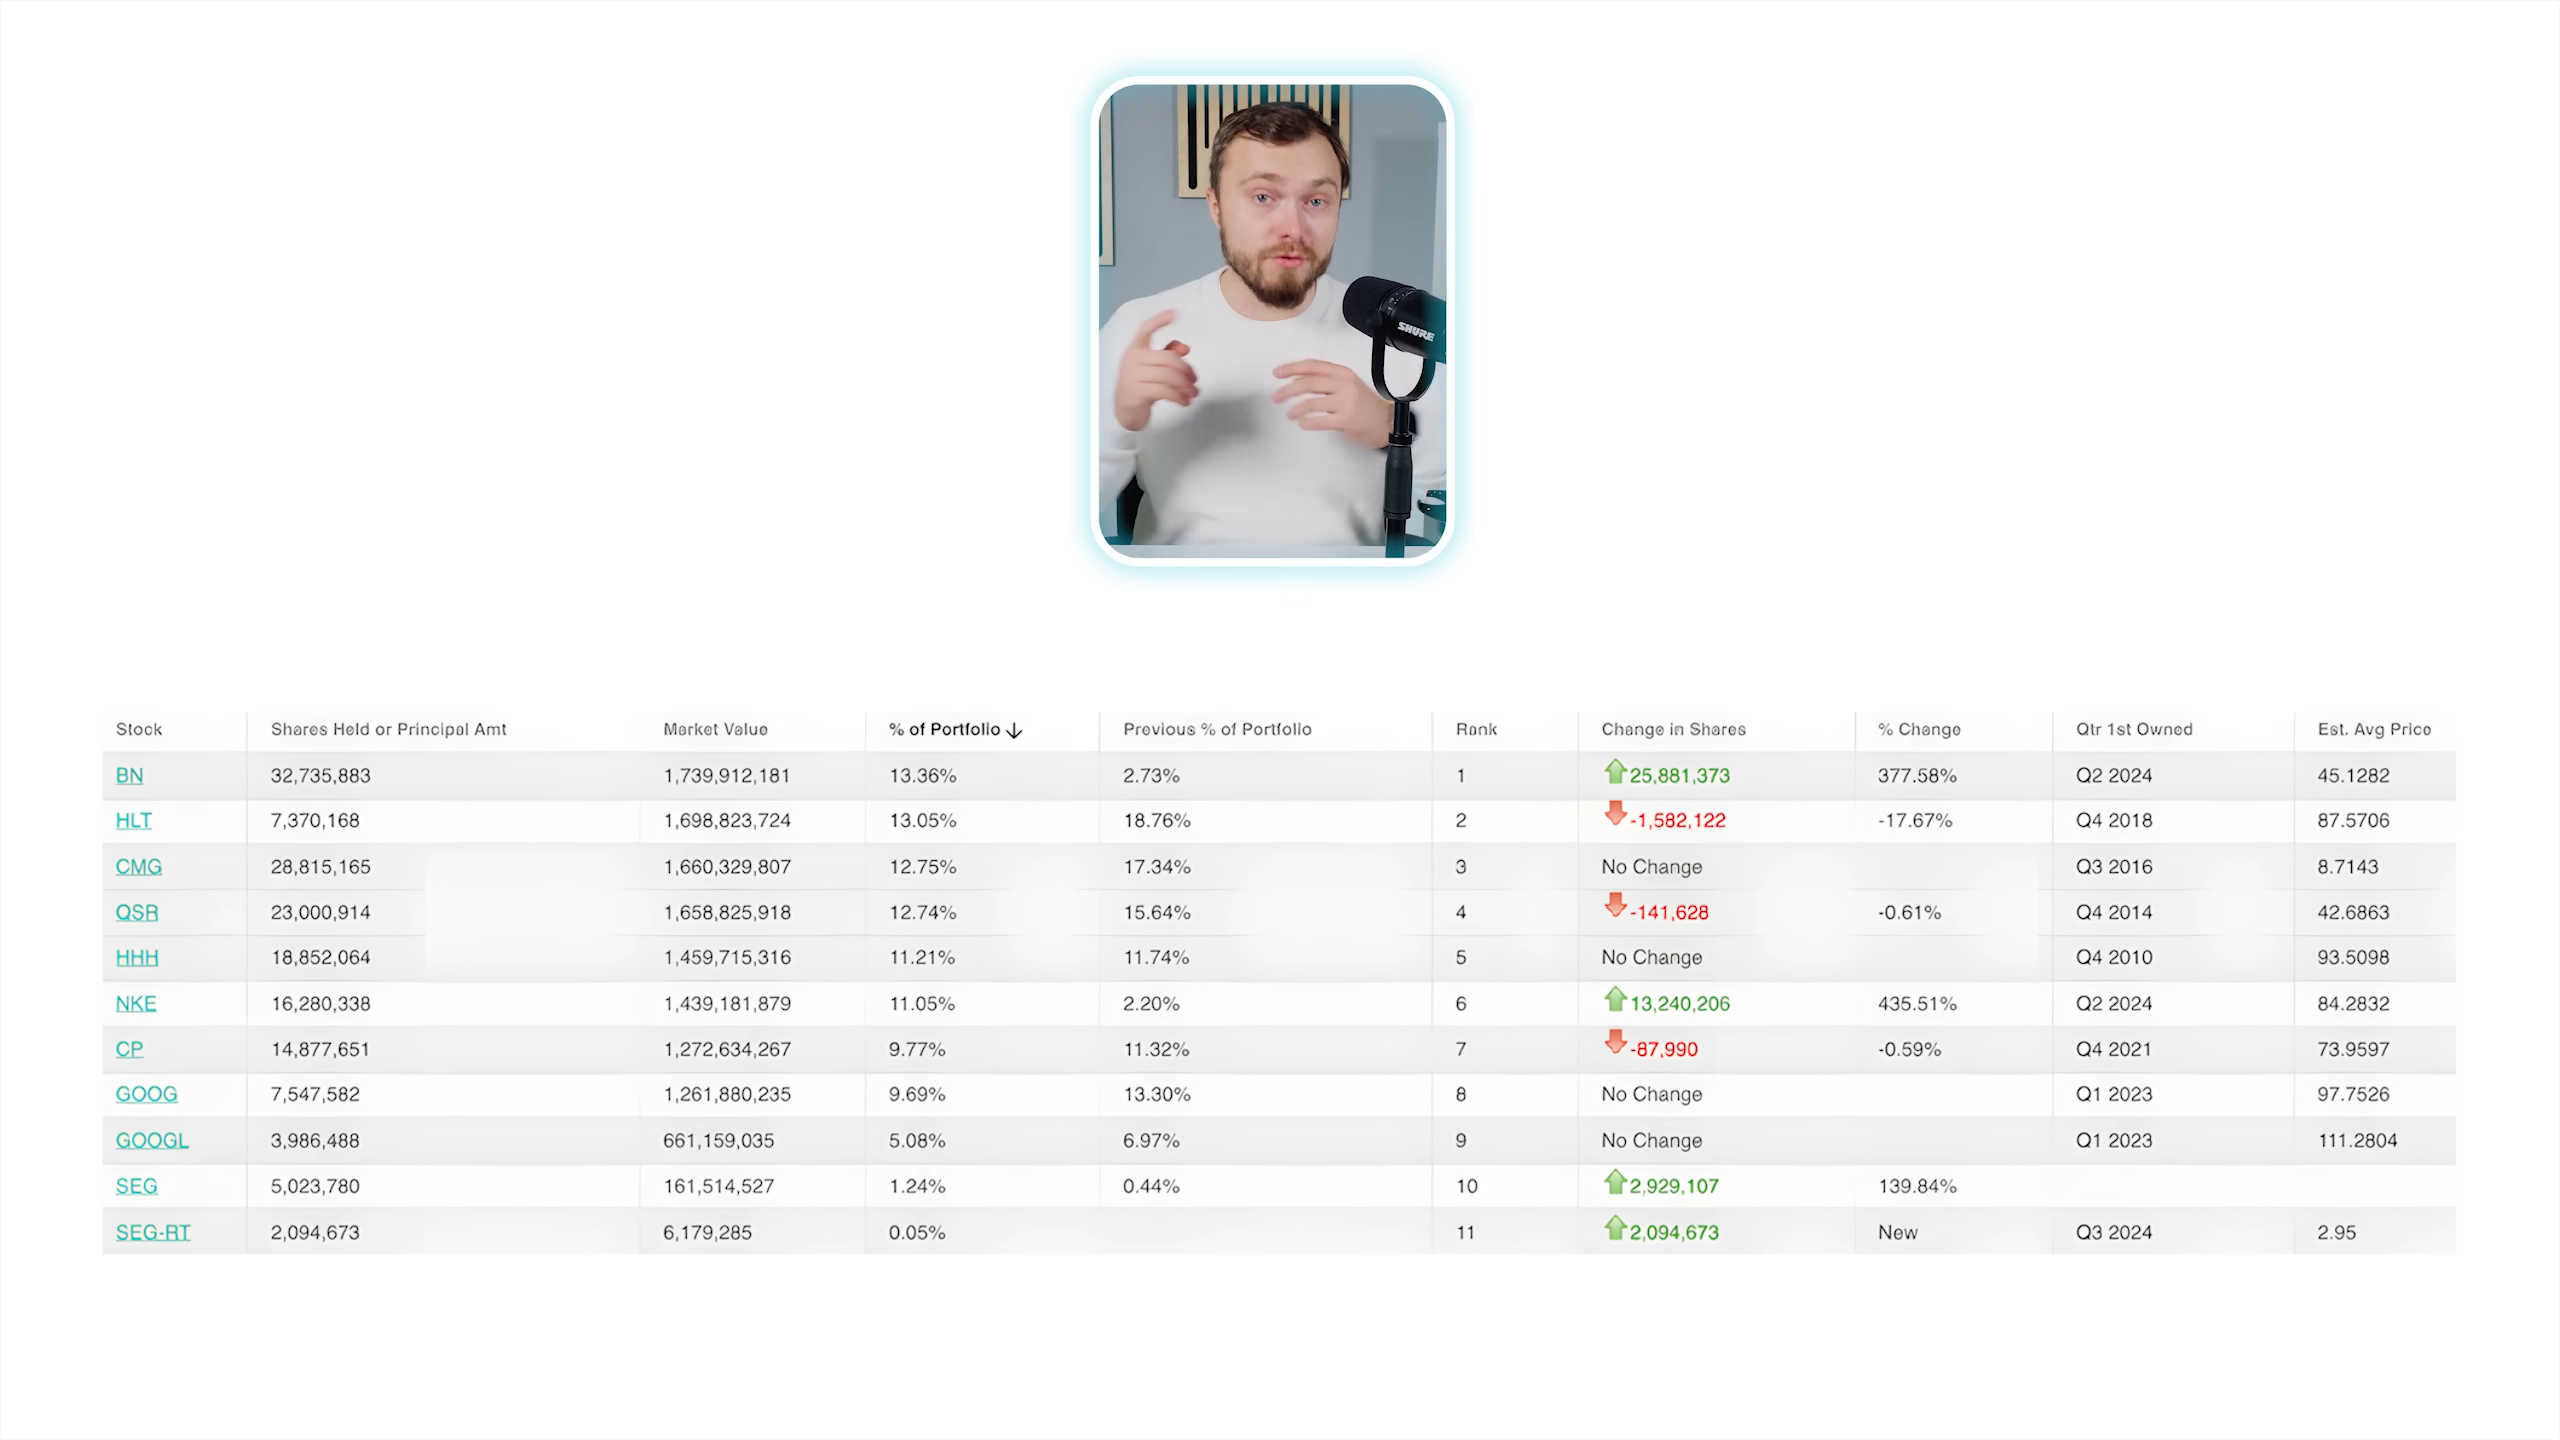 SHURE
Stock Shares Held or Principal Amt Market Value % of Portfolio ↓ Previous % of Portfolio Rank Change in Shares % Change Qtr 1st Owned Est. Avg Price
BN 32,735,883 1,739,912,181 13.36% 2.73% 1 25,881,373 377.58% Q2 2024 45.1282
HLT 7,370,168 1,698,823,724 13.05% 18.76% 2 -1,582,122 -17.67% Q4 2018 87.5706
CMG 28,815,165 1,660,329,807 12.75% 17.34% 3 No Change Q3 2016 8.7143
QSR 23,000,914 1,658,825,918 12.74% 15.64% 4 -141,628 -0.61% Q4 2014 42.6863
HHH 18,852,064 1,459,715,316 11.21% 11.74% 5 No Change Q4 2010 93.5098
NKE 16,280,338 1,439,181,879 11.05% 2.20% 6 13,240,206 435.51% Q2 2024 84.2832
CP 14,877,651 1,272,634,267 9.77% 11.32% 7 -87,990 -0.59% Q4 2021 73.9597
GOOG 7,547,582 1,261,880,235 9.69% 13.30% 8 No Change Q1 2023 97.7526
GOOGL 3,986,488 661,159,035 5.08% 6.97% 9 No Change Q1 2023 111.2804
SEG 5,023,780 161,514,527 1.24% 0.44% 10 2,929,107 139.84%
SEG-RT 2,094,673 6,179,285 0.05% 11 2,094,673 New Q3 2024 2.95